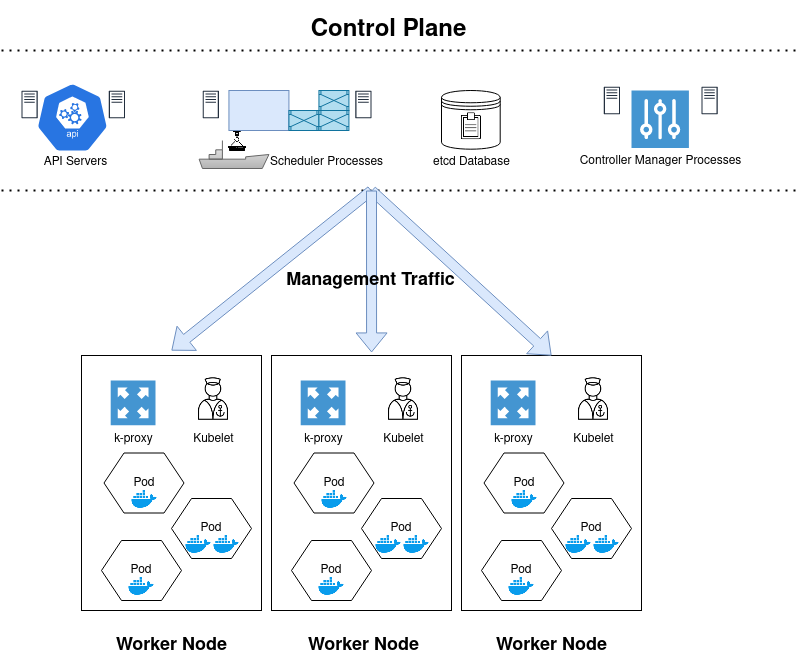 Control Plane
api
API Servers
Scheduler Processes
etcd Database
Controller Manager Processes
Management Traffic
k-proxy
Kubelet
Pod
Pod
Pod
Worker Node
k-proxy
Kubelet
Pod
Pod
Pod
Worker Node
k-proxy
Kubelet
Pod
Pod
Pod
Worker Node